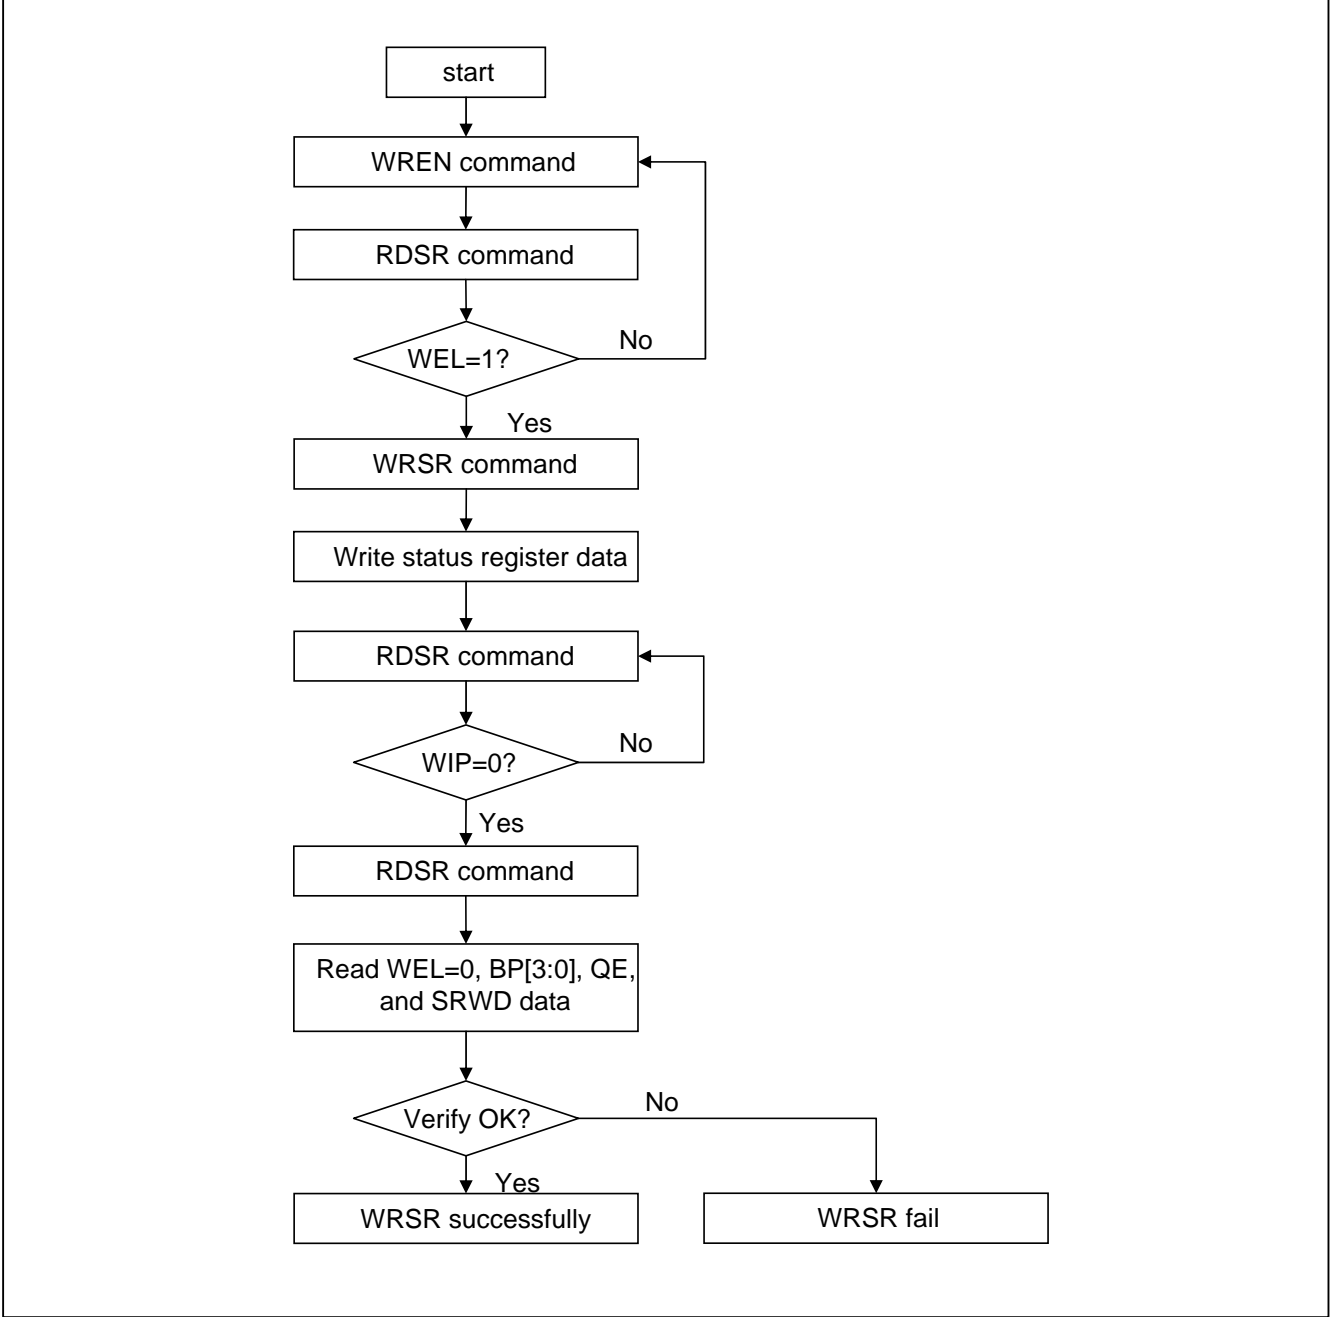 start
WREN command
RDSR command
No
WEL=1?
Yes
WRSR command
Write status register data
RDSR command
No
WIP=0?
Yes
RDSR command
Read WEL=0, BP[3:0], QE,
and SRWD data
No
Verify OK?
Yes
WRSR successfully
WRSR fail